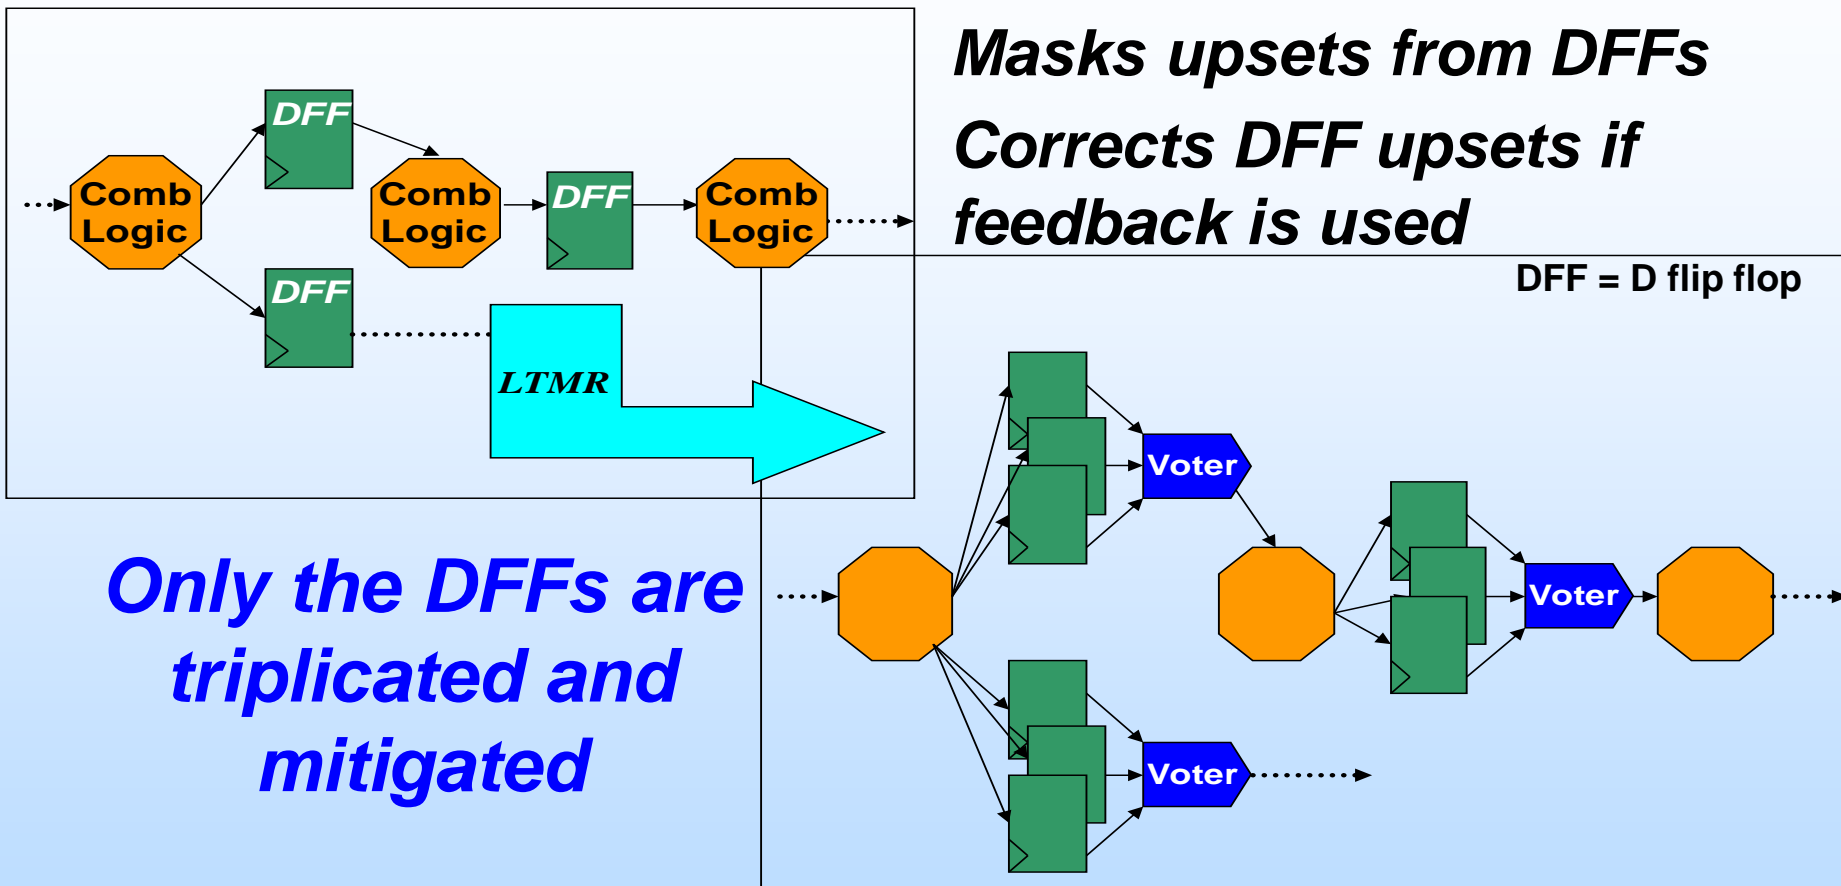 Masks upsets from DFFs
Corrects DFF upsets if
feedback is used
DFF = D flip flop
DFF
Comb
Logic
Comb
Logic
DFF
Comb
Logic
DFF
LTMR
Only the DFFs are
triplicated and
mitigated
Voter
Voter
Voter